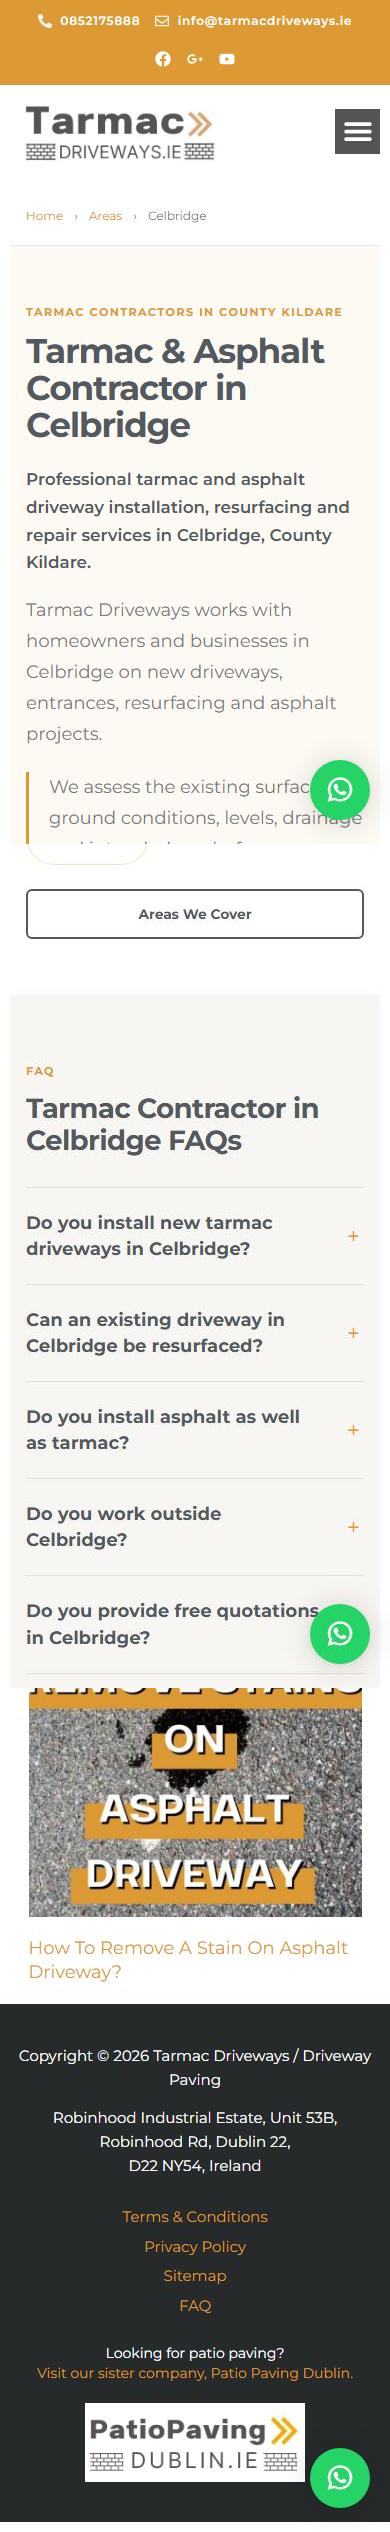 0852175888 info@tarmacdriveways.ie
Tarmac
DRIVEWAYS.IE
Home › Areas › Celbridge
TARMAC CONTRACTORS IN COUNTY KILDARE
Tarmac & Asphalt
Contractor in
Celbridge
Professional tarmac and asphalt
driveway installation, resurfacing and
repair services in Celbridge, County
Kildare.
Tarmac Driveways works with
homeowners and businesses in
Celbridge on new driveways,
entrances, resurfacing and asphalt
projects.
We assess the existing
ground conditions, levels, drainage
Areas We Cover
FAQ
Tarmac Contractor in
Celbridge FAQs
Do you install new tarmac
driveways in Celbridge?
+
Can an existing driveway in
Celbridge be resurfaced?
+
Do you install asphalt as well
as tarmac?
+
Do you work outside
Celbridge?
+
Do you provide free quotations
in Celbridge?
REMOVE STAINS
ON
ASPHALT
DRIVEWAY
How To Remove A Stain On Asphalt
Driveway?
Copyright © 2026 Tarmac Driveways / Driveway
Paving
Robinhood Industrial Estate, Unit 53B,
Robinhood Rd, Dublin 22,
D22 NY54, Ireland
Terms & Conditions
Privacy Policy
Sitemap
FAQ
Looking for patio paving?
Visit our sister company, Patio Paving Dublin.
PatioPaving
DUBLIN.IE